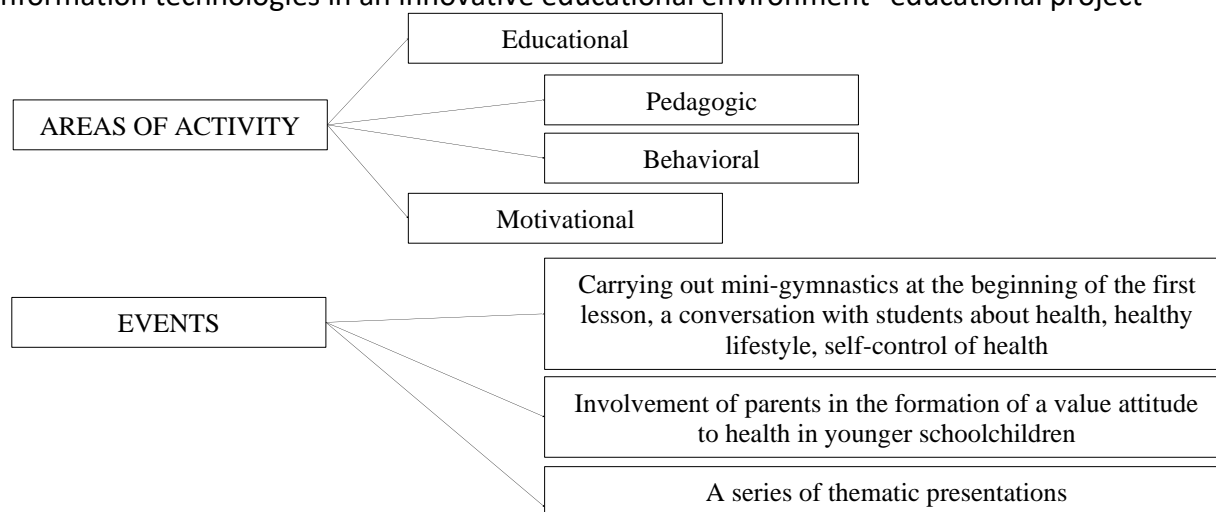 information technologies in an innovative educational environment" educational project
Educational
Pedagogic
AREAS OF ACTIVITY
Behavioral
Motivational
Carrying out mini-gymnastics at the beginning of the first
lesson, a conversation with students about health, healthy
lifestyle, self-control of health
EVENTS
Involvement of parents in the formation of a value attitude
to health in younger schoolchildren
A series of thematic presentations